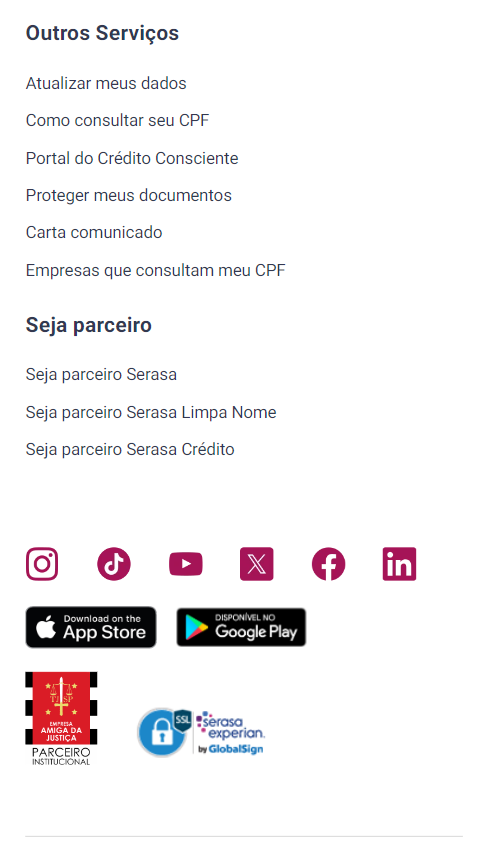 Outros Serviços
Atualizar meus dados
Como consultar seu CPF
Portal do Crédito Consciente
Proteger meus documentos
Carta comunicado
Empresas que consultam meu CPF
Seja parceiro
Seja parceiro Serasa
Seja parceiro Serasa Limpa Nome
Seja parceiro Serasa Crédito
Download on the
App Store
DISPONÍVEL NO
Google Play
TJSP
EMPRESA
AMIGA DA
JUSTIÇA
PARCEIRO
INSTITUCIONAL
SSL
serasa
experian.
by GlobalSign